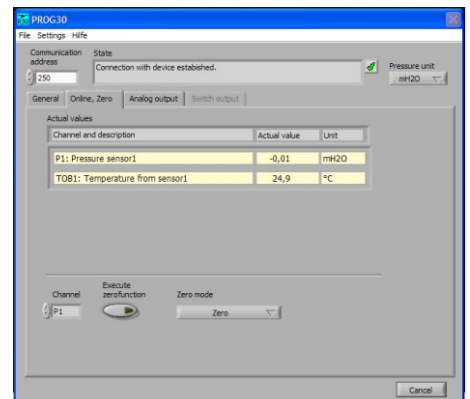 PROG30
File Settings Hilfe
Communication address
State
250
Connection with device estabished.
Pressure unit
mH2O
General Online, Zero Analog output Switch output
Actual values
Channel and description Actual value Unit
P1: Pressure sensor1 -0,01 mH2O
TOB1: Temperature from sensor1 24,9 °C
Channel
Execute zerofunction
Zero mode
P1
Zero
Cancel